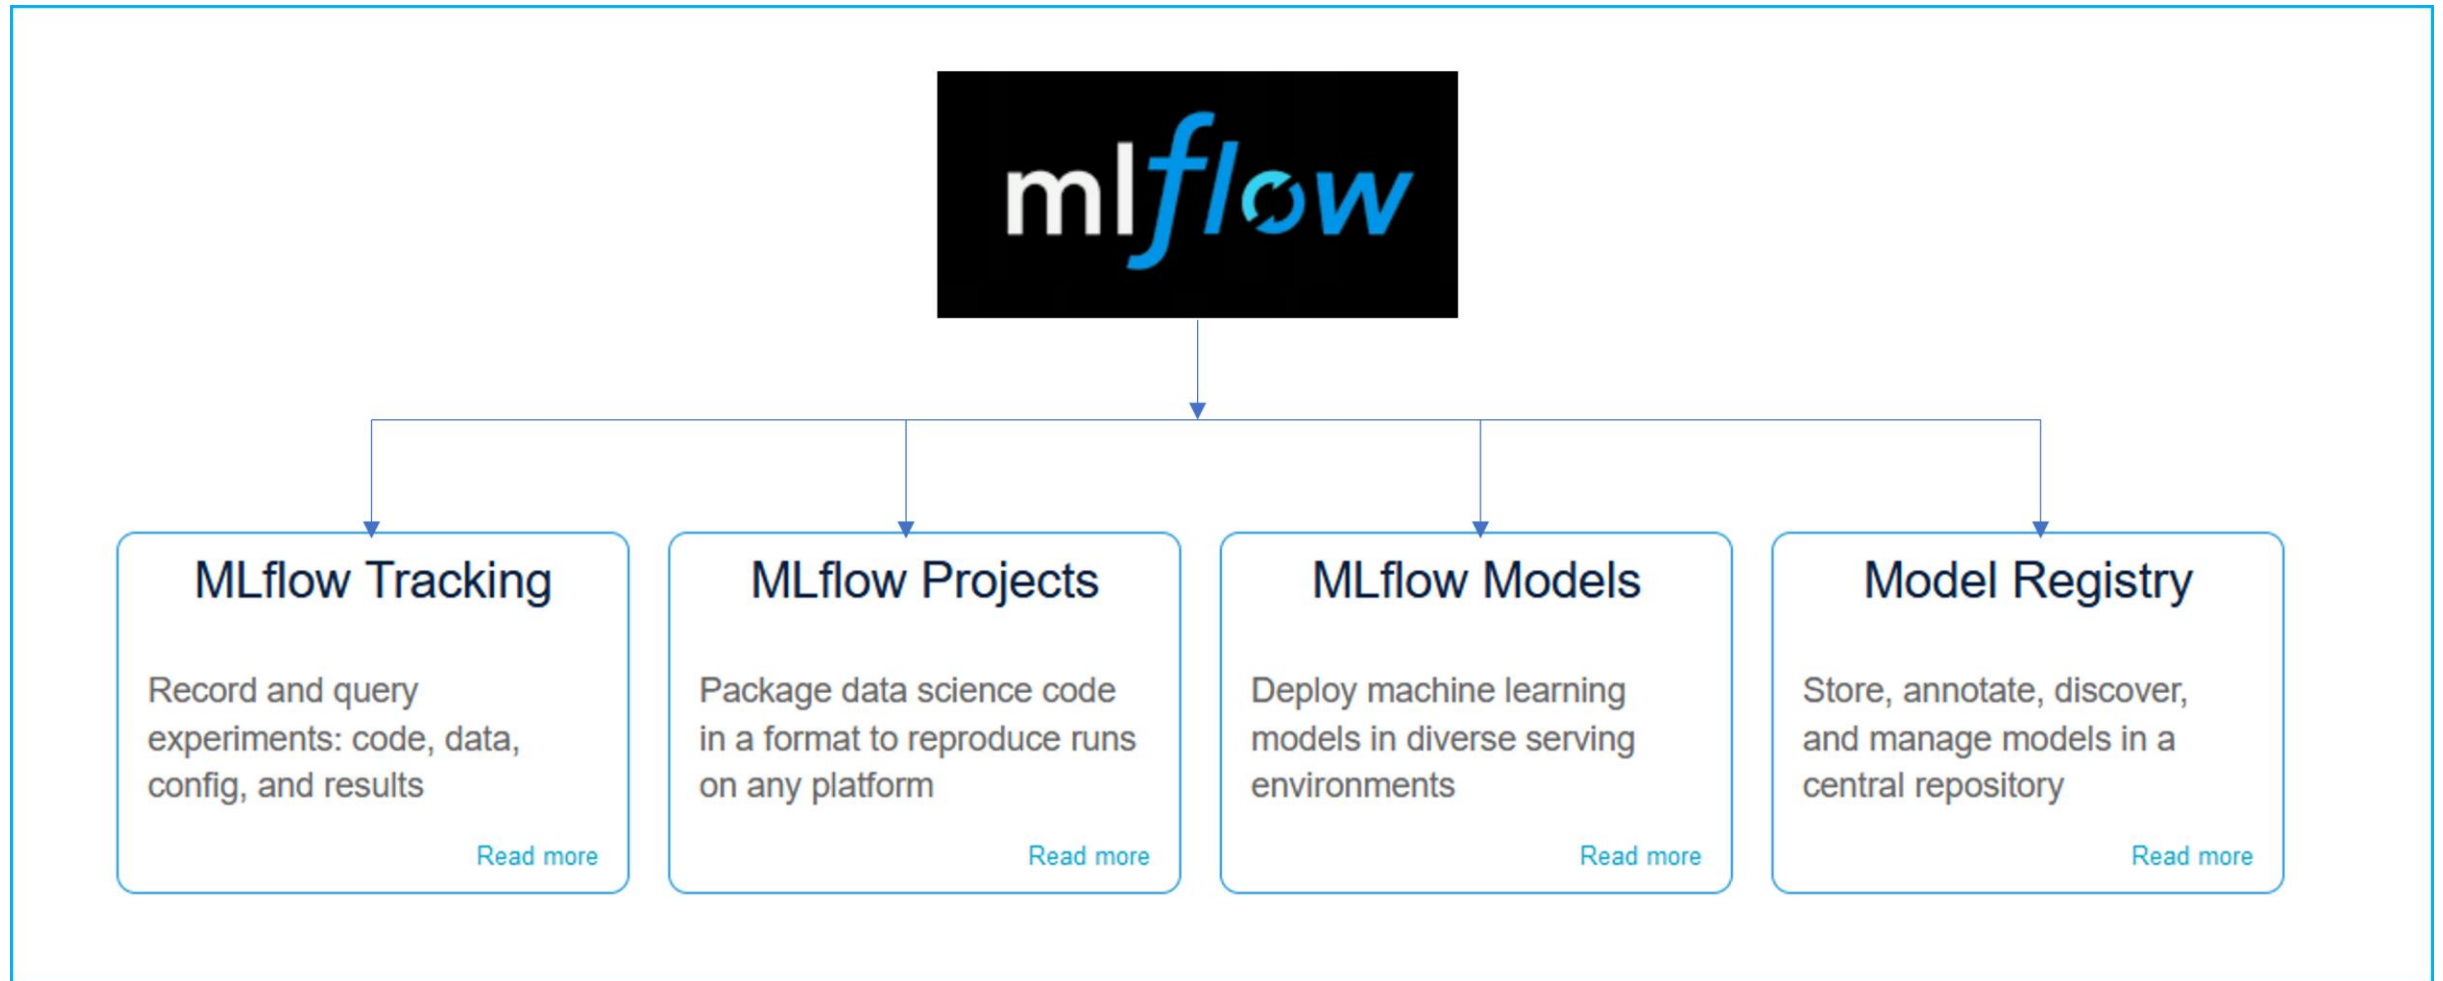 mlflow
MLflow Tracking
Record and query
experiments: code, data,
config, and results
Read more
MLflow Projects
Package data science code
in a format to reproduce runs
on any platform
Read more
MLflow Models
Deploy machine learning
models in diverse serving
environments
Read more
Model Registry
Store, annotate, discover,
and manage models in a
central repository
Read more